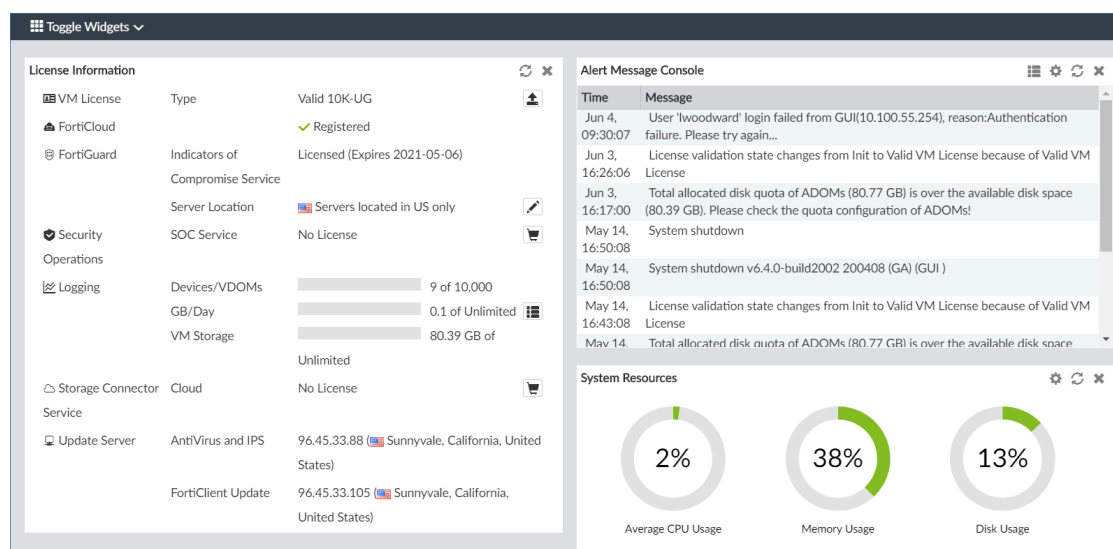 Toggle Widgets
License Information
VM License Type Valid 10K-UG
FortiCloud Registered
FortiGuard Indicators of Licensed (Expires 2021-05-06)
Compromise Service
Server Location Servers located in US only
Security SOC Service No License
Operations
Logging Devices/VDOMs 9 of 10,000
GB/Day 0.1 of Unlimited
VM Storage 80.39 GB of
Unlimited
Storage Connector Cloud No License
Service
Update Server AntiVirus and IPS 96.45.33.88 ( Sunnyvale, California, United
States)
FortiClient Update 96.45.33.105 ( Sunnyvale, California,
United States)
Alert Message Console
Time Message
Jun 4, User 'lwoodward' login failed from GUI(10.100.55.254), reason:Authentication
09:30:07 failure. Please try again...
Jun 3, License validation state changes from Init to Valid VM License because of Valid VM
16:26:06 License
Jun 3, Total allocated disk quota of ADOMs (80.77 GB) is over the available disk space
16:17:00 (80.39 GB). Please check the quota configuration of ADOMs!
May 14, System shutdown
16:50:08
May 14, System shutdown v6.4.0-build2002 200408 (GA) (GUI )
16:50:08
May 14, License validation state changes from Init to Valid VM License because of Valid VM
16:43:08 License
May 14, Total allocated disk quota of ADOMs (80.77 GB) is over the available disk space
System Resources
2% 38% 13%
Average CPU Usage Memory Usage Disk Usage